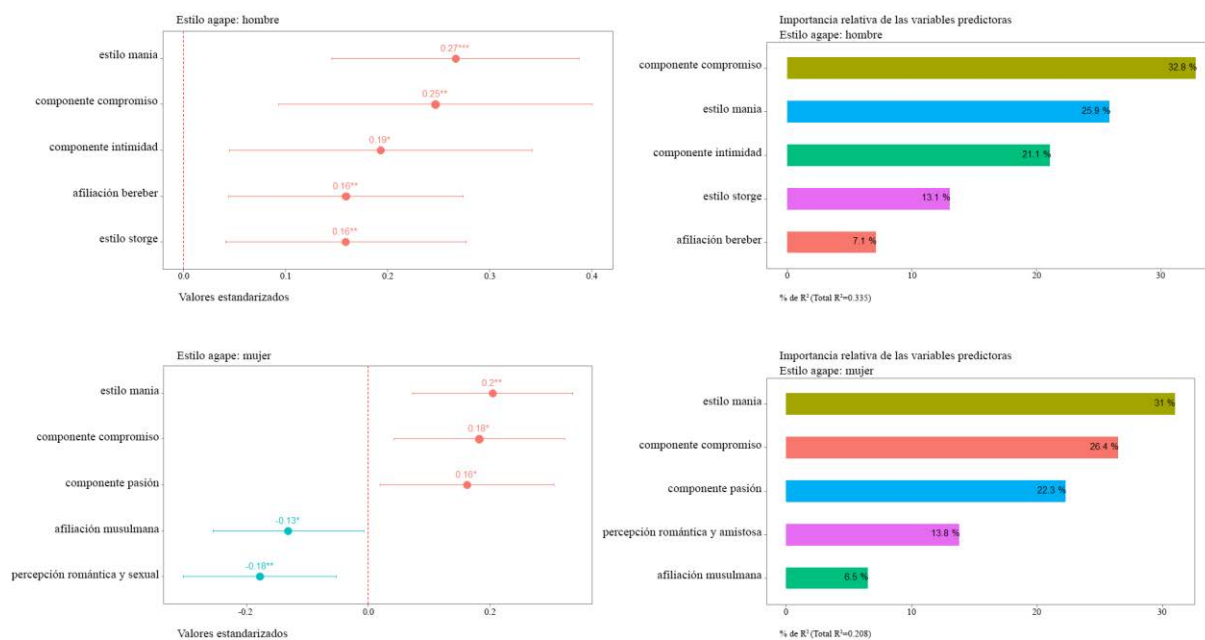 Estilo agape: hombre
estilo mania
0.27***
componente compromiso
0.25**
componente intimidad
0.19*
afiliación bereber
0.16**
estilo storge
0.16**
0.0 0.1 0.2 0.3 0.4
Valores estandarizados
Importancia relativa de las variables predictoras
Estilo agape: hombre
componente compromiso
32.8 %
estilo mania
25.9 %
componente intimidad
21.1 %
estilo storge
13.1 %
afiliación bereber
7.1 %
0 10 20 30
% de R² (Total R²=0.335)
Estilo agape: mujer
estilo mania
0.2**
componente compromiso
0.18*
componente pasión
0.16*
afiliación musulmana
-0.13*
percepción romántica y sexual
-0.18**
-0.2 0.0 0.2
Valores estandarizados
Importancia relativa de las variables predictoras
Estilo agape: mujer
estilo mania
31 %
componente compromiso
26.4 %
componente pasión
22.3 %
percepción romántica y amistosa
13.8 %
afiliación musulmana
6.5 %
0 10 20 30
% de R² (Total R²=0.208)